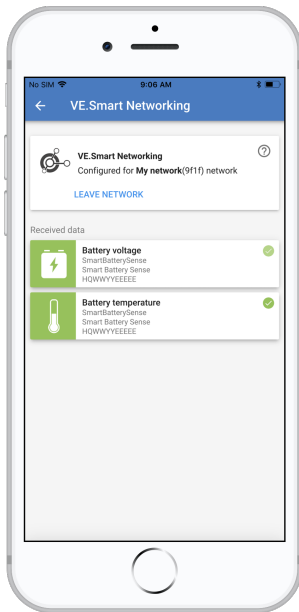 No SIM 9:06 AM
VE.Smart Networking
VE.Smart Networking
Configured for My network(9f1f) network
LEAVE NETWORK
Received data
Battery voltage
SmartBatterySense
Smart Battery Sense
HQWWYYEEEEE
Battery temperature
SmartBatterySense
Smart Battery Sense
HQWWYYEEEEE